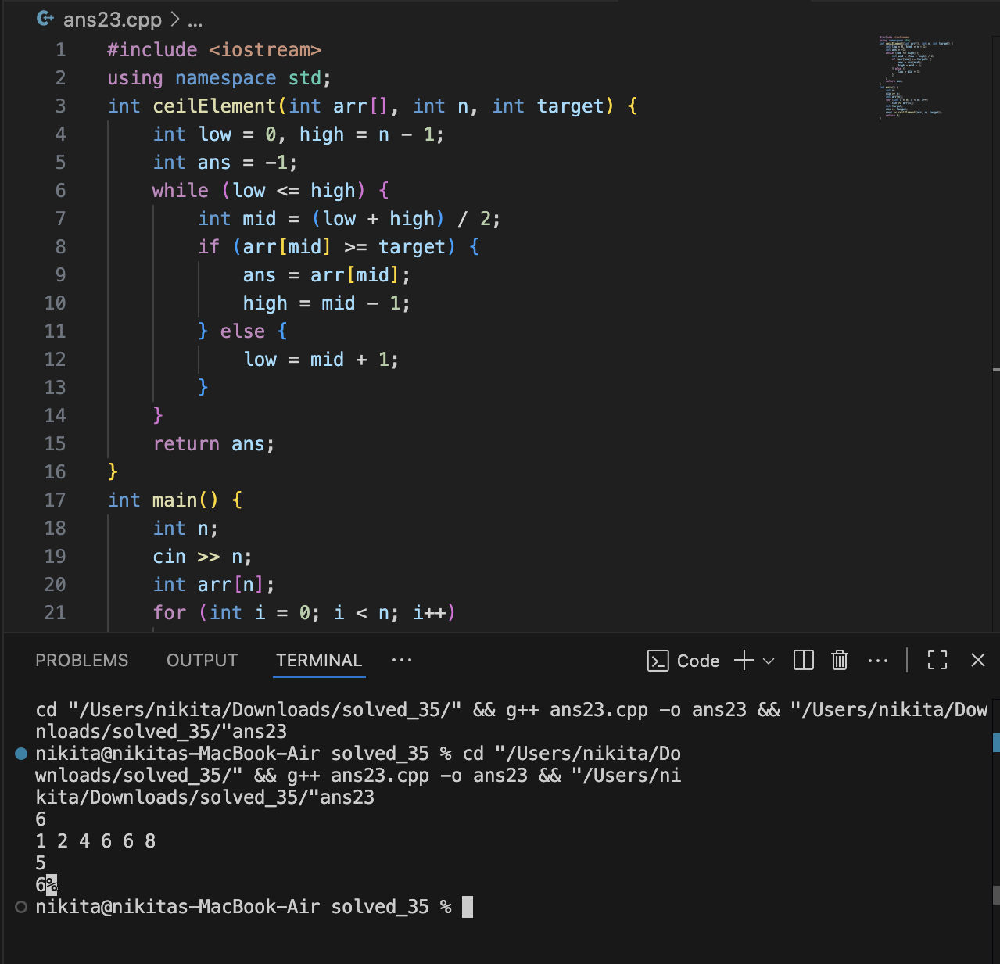 ans23.cpp > ...
1 #include <iostream>
2 using namespace std;
3 int ceilElement(int arr[], int n, int target) {
4     int low = 0, high = n - 1;
5     int ans = -1;
6     while (low <= high) {
7         int mid = (low + high) / 2;
8         if (arr[mid] >= target) {
9             ans = arr[mid];
10             high = mid - 1;
11         } else {
12             low = mid + 1;
13         }
14     }
15     return ans;
16 }
17 int main() {
18     int n;
19     cin >> n;
20     int arr[n];
21     for (int i = 0; i < n; i++)
PROBLEMS OUTPUT TERMINAL ... Code
cd "/Users/nikita/Downloads/solved_35/" && g++ ans23.cpp -o ans23 && "/Users/nikita/Dow
nloads/solved_35/"ans23
nikita@nikitas-MacBook-Air solved_35 % cd "/Users/nikita/Do
wnloads/solved_35/" && g++ ans23.cpp -o ans23 && "/Users/ni
kita/Downloads/solved_35/"ans23
6
1 2 4 6 6 8
5
6%
nikita@nikitas-MacBook-Air solved_35 %